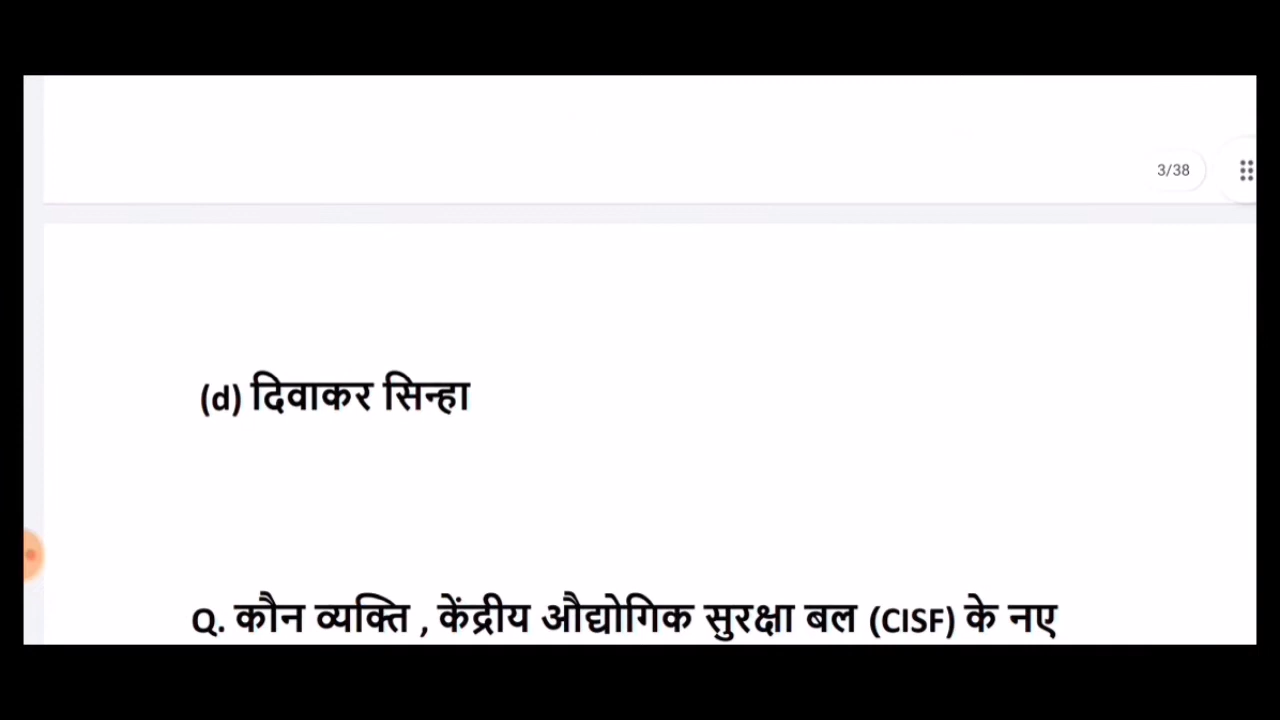 3/38
(d) दिवाकर सिन्हा
Q. कौन व्यक्ति , केंद्रीय औद्योगिक सुरक्षा बल (CISF) के नए